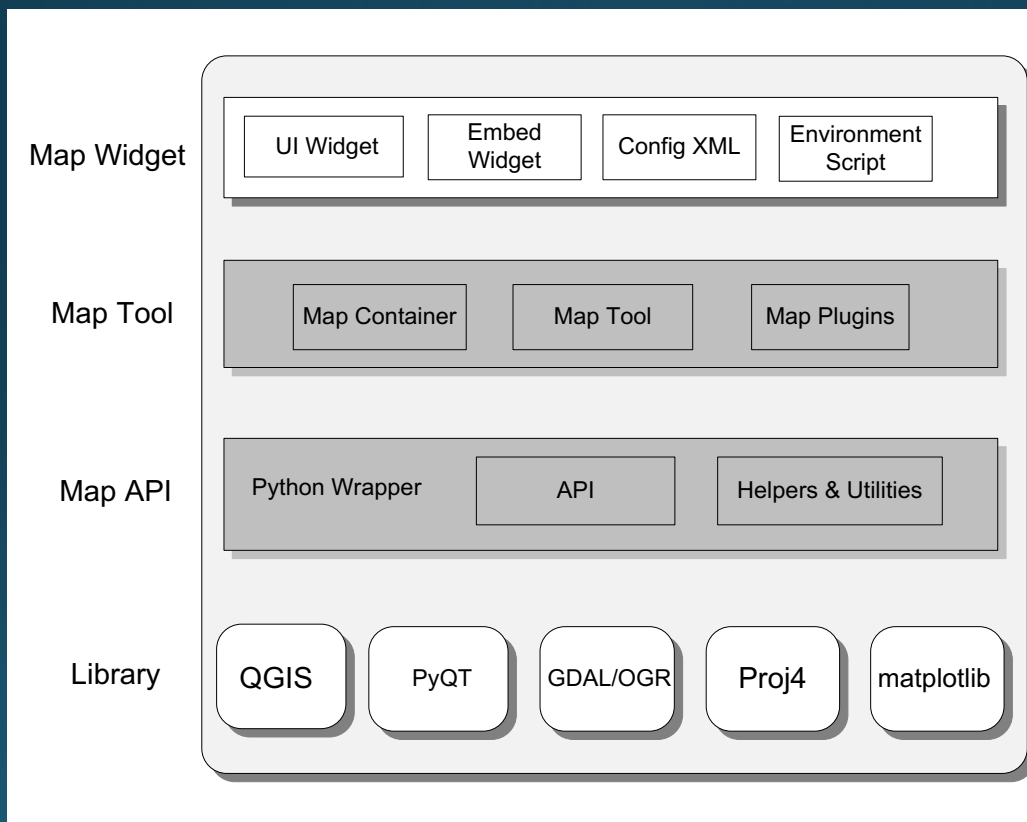 Map Widget
UI Widget
Embed
Widget
Config XML
Environment
Script
Map Tool
Map Container
Map Tool
Map Plugins
Map API
Python Wrapper
API
Helpers & Utilities
Library
QGIS
PyQT
GDAL/OGR
Proj4
matplotlib